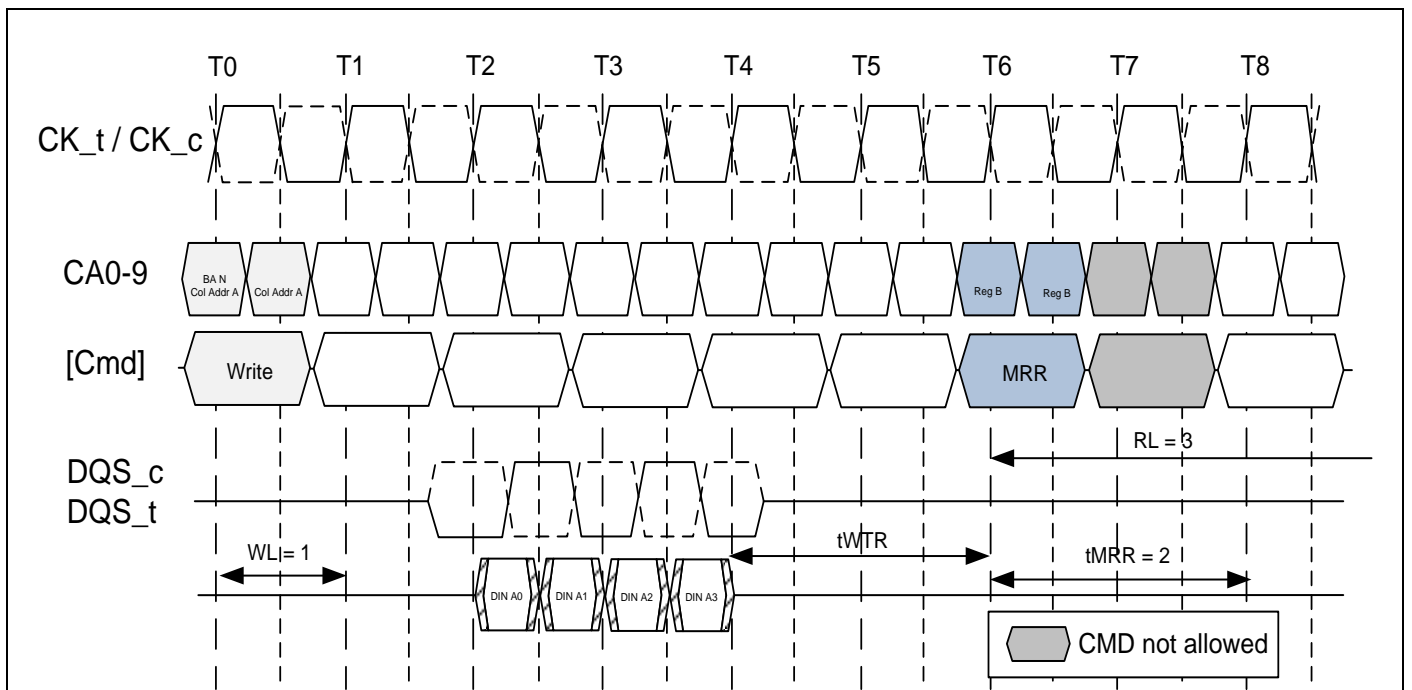 T0 T1 T2 T3 T4 T5 T6 T7 T8
CK_t / CK_c
CA0-9
BA N
Col Addr A
Col Addr A
Reg B
Reg B
[Cmd]
Write
MRR
RL = 3
DQS_c
DQS_t
WL = 1
tWTR
tMRR = 2
DIN A0
DIN A1
DIN A2
DIN A3
CMD not allowed